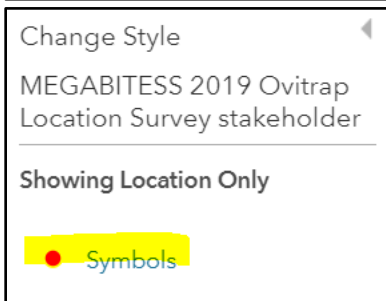 Change Style
MEGABITESS 2019 Ovitrap
Location Survey stakeholder
Showing Location Only
Symbols